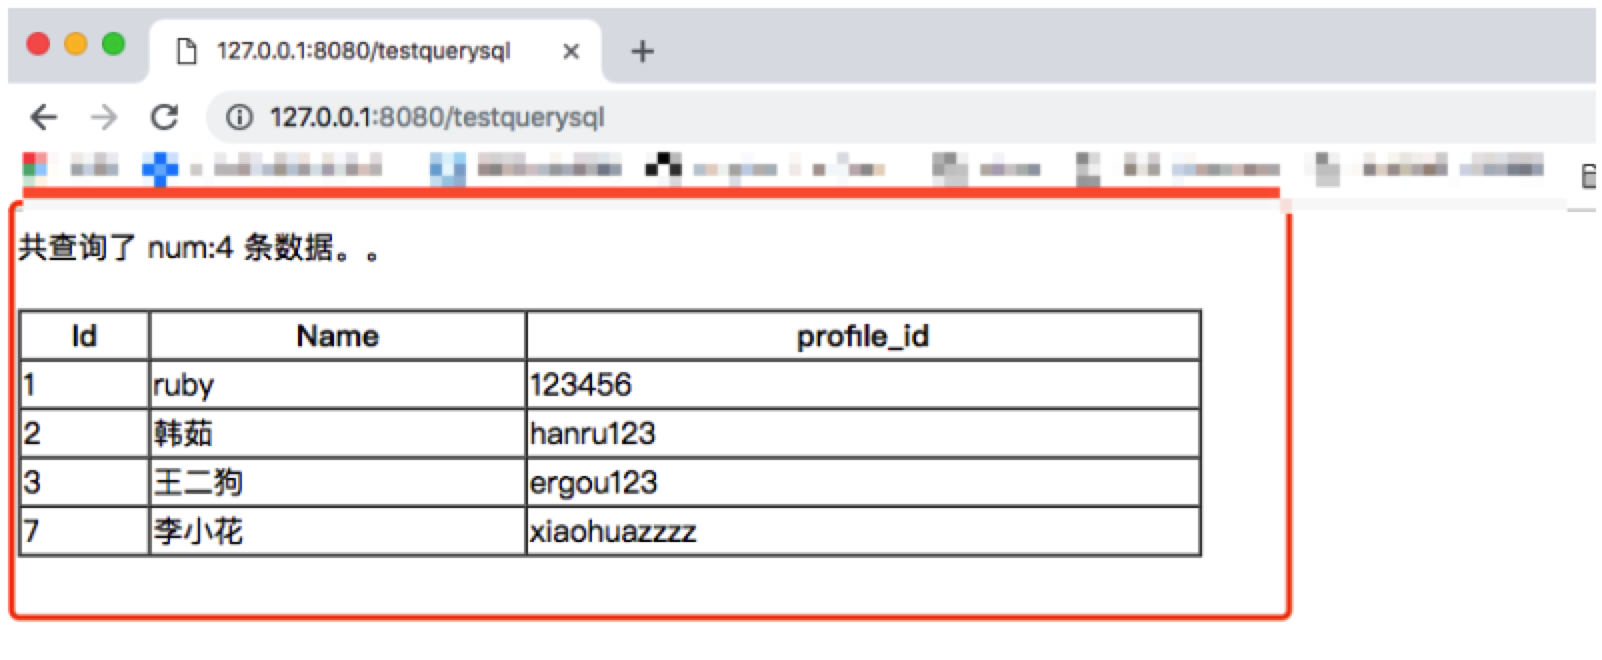 127.0.0.1:8080/testquerysql
127.0.0.1:8080/testquerysql
共查询了 num:4 条数据。。
Id Name profile_id
1 ruby 123456
2 韩茹 hanru123
3 王二狗 ergou123
7 李小花 xiaohuazzzz